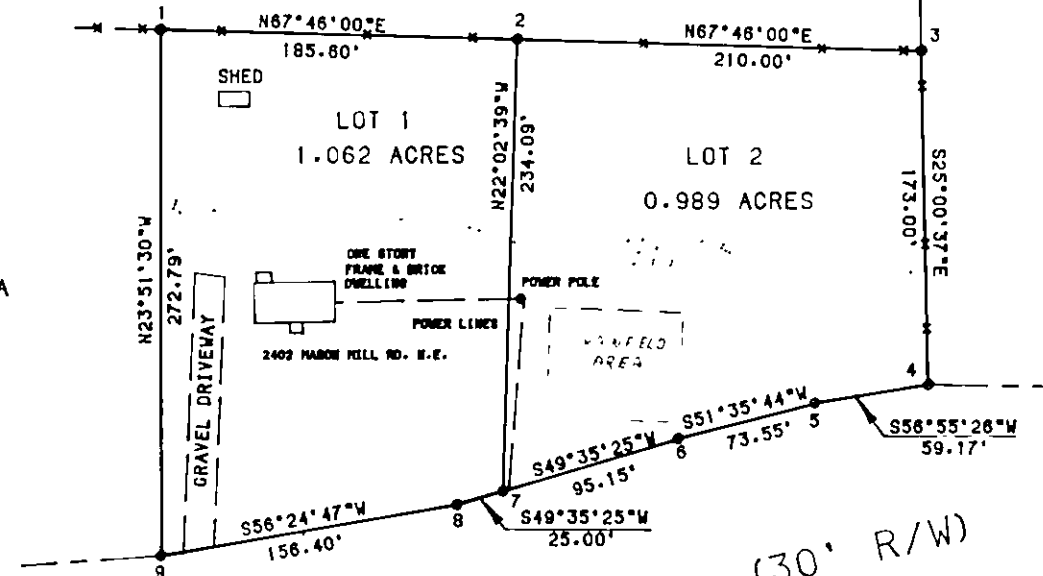 1
N67°46'00"E
185.60'
2
N67°46'00"E
210.00'
3
SHED
LOT 1
1.062 ACRES
N22°02'39"W
234.09'
LOT 2
0.989 ACRES
S25°00'37"E
173.00'
N23°51'30"W
272.79'
A
ONE STORY
FRAME & BRICK
DWELLING
POWER POLE
POWER LINES
2402 MASON MILL RD. N.E.
GRAVEL DRIVEWAY
AREA
4
5
S56°55'26"W
59.17'
S51°35'44"W
73.55'
6
S49°35'25"W
95.15'
7
8
S49°35'25"W
25.00'
S56°24'47"W
156.40'
9
(30' R/W)